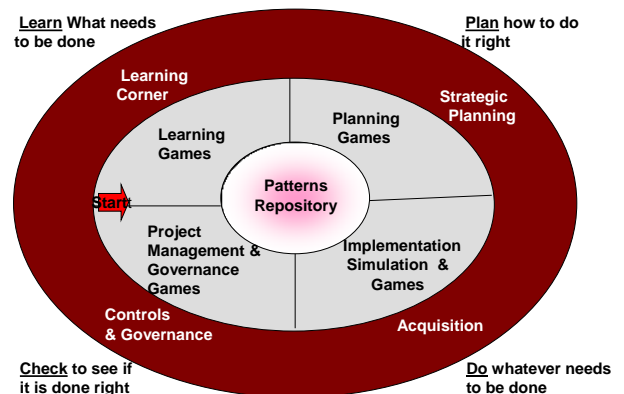 Learn What needs
to be done
Plan how to do
it right
Learning
Corner
Strategic
Planning
Learning
Games
Planning
Games
Patterns
Repository
Start
Project
Management &
Governance
Games
Implementation
Simulation &
Games
Controls
& Governance
Acquisition
Check to see if
it is done right
Do whatever needs
to be done